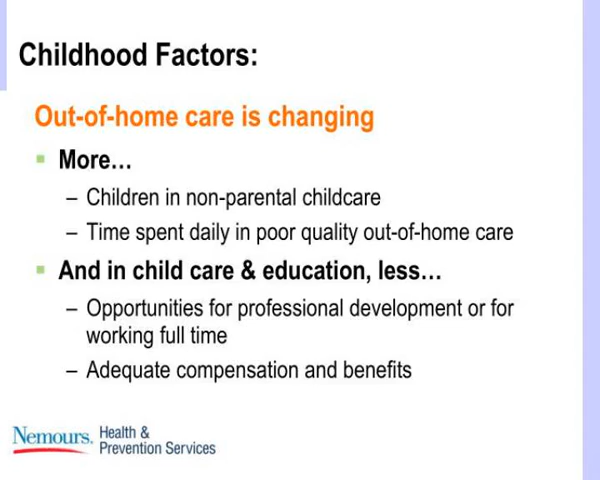 Childhood Factors:
Out-of-home care is changing
▪ More…
– Children in non-parental childcare
– Time spent daily in poor quality out-of-home care
▪ And in child care & education, less…
– Opportunities for professional development or for
working full time
– Adequate compensation and benefits
Nemours. Health &
Prevention Services